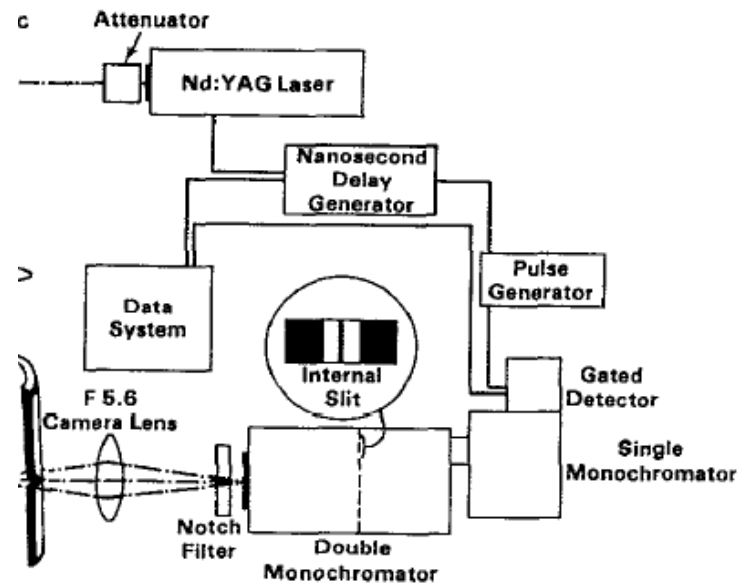 c
Attenuator
Nd:YAG Laser
Nanosecond
Delay
Generator
Pulse
Generator
Data
System
Internal
Slit
Gated
Detector
F 5.6
Camera Lens
Single
Monochromator
Notch
Filter
Double
Monochromator